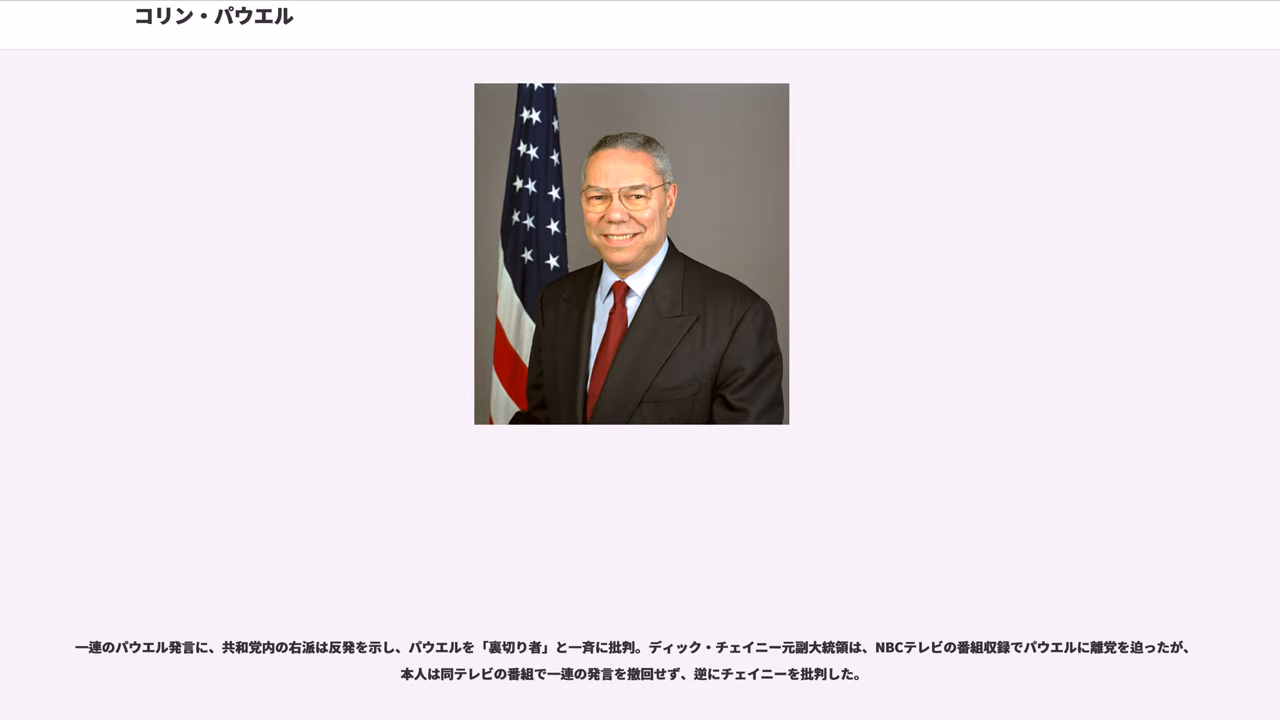 コリン・パウエル
一連のパウエル発言に、共和党内の右派は反発を示し、パウエルを「裏切り者」と一斉に批判。ディック・チェイニー元副大統領は、NBCテレビの番組収録でパウエルに離党を迫ったが、
本人は同テレビの番組で一連の発言を撤回せず、逆にチェイニーを批判した。